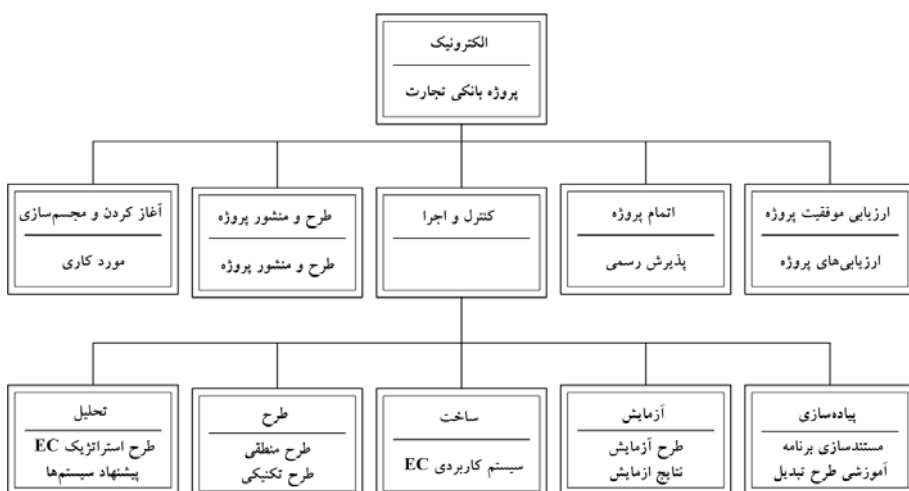 الکترونیک
پروژه بانکی تجارت
ارزیابی موفقیت پروژه
ارزیابی‌های پروژه
اتمام پروژه
پذیرش رسمی
کنترل و اجرا
طرح و منشور پروژه
طرح و منشور پروژه
آغاز کردن و مجسم‌سازی
مورد کاری
پیاده‌سازی
مستندسازی برنامه
آموزشی طرح تبدیل
آزمایش
طرح آزمایش
نتایج ازمایش
ساخت
سیستم کاربردی EC
طرح
طرح منطقی
طرح تکنیکی
تحلیل
طرح استراتژیک EC
پیشنهاد سیستم‌ها